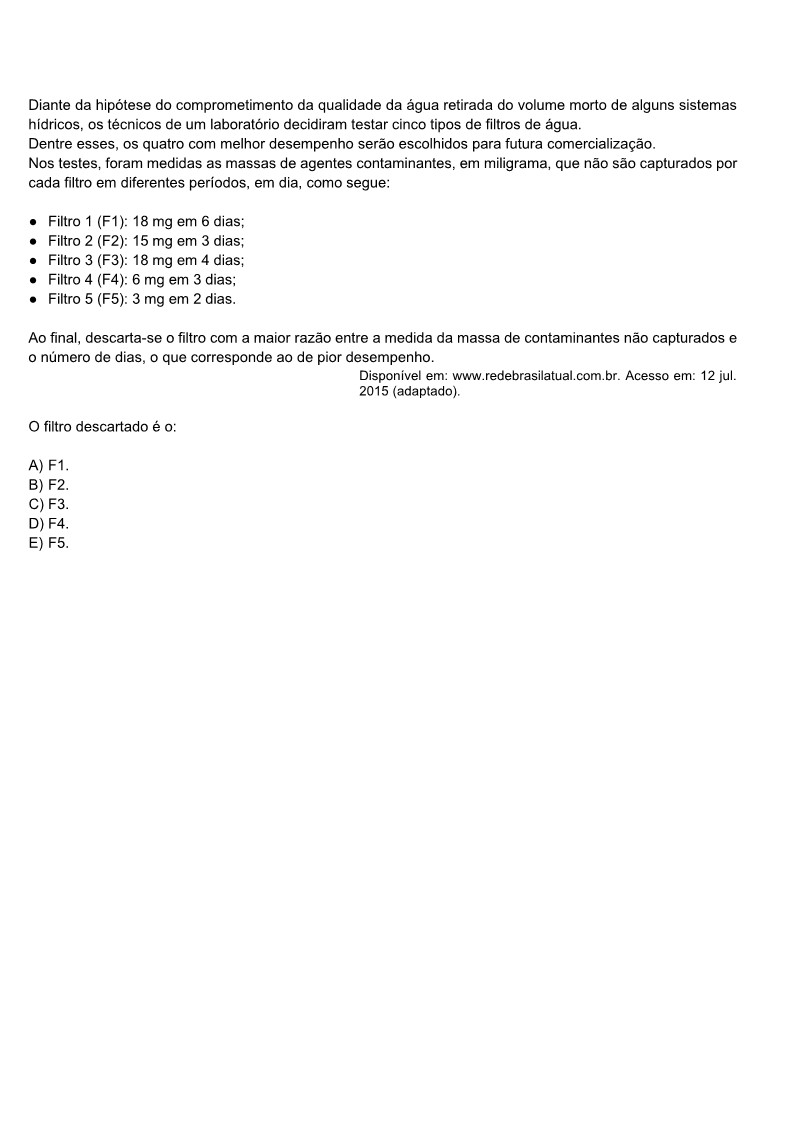 Diante da hipótese do comprometimento da qualidade da água retirada do volume morto de alguns sistemas
hídricos, os técnicos de um laboratório decidiram testar cinco tipos de filtros de água.
Dentre esses, os quatro com melhor desempenho serão escolhidos para futura comercialização.
Nos testes, foram medidas as massas de agentes contaminantes, em miligrama, que não são capturados por
cada filtro em diferentes períodos, em dia, como segue:
● Filtro 1 (F1): 18 mg em 6 dias;
● Filtro 2 (F2): 15 mg em 3 dias;
● Filtro 3 (F3): 18 mg em 4 dias;
● Filtro 4 (F4): 6 mg em 3 dias;
● Filtro 5 (F5): 3 mg em 2 dias.
Ao final, descarta-se o filtro com a maior razão entre a medida da massa de contaminantes não capturados e
o número de dias, o que corresponde ao de pior desempenho.
Disponível em: www.redebrasilatual.com.br. Acesso em: 12 jul.
2015 (adaptado).
O filtro descartado é o:
A) F1.
B) F2.
C) F3.
D) F4.
E) F5.